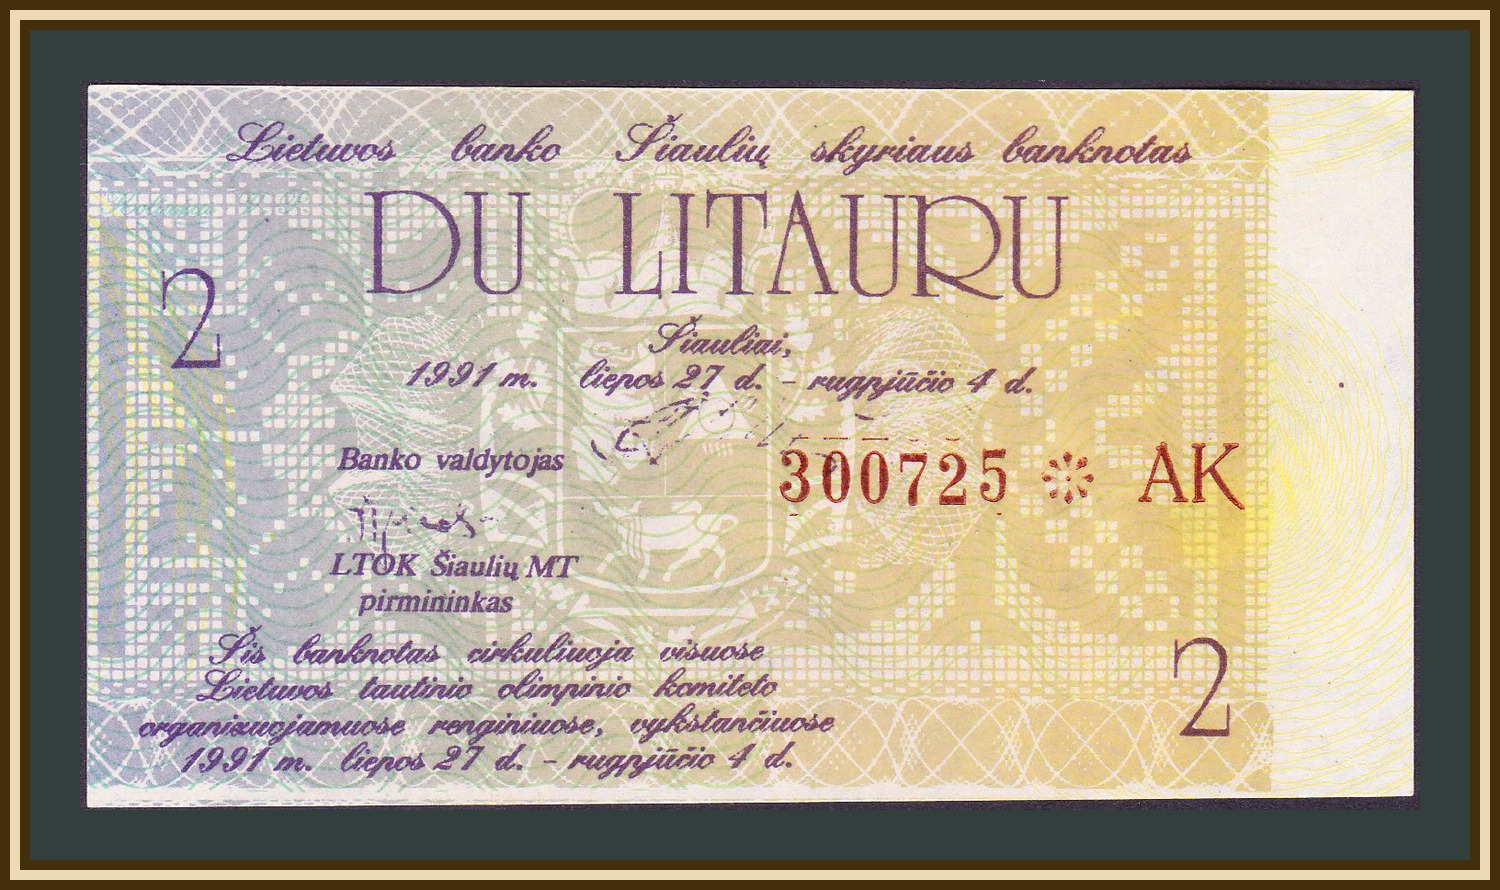 Lietuvos banko Šiaulių skyriaus banknotas
DU LITAURU
2
Šiauliai,
1991 m. liepos 27 d. – rugpjūčio 4 d.
Banko valdytojas
300725 AK
LTOK Šiaulių MT
pirmininkas
Šis banknotas cirkuliuoja visuose
Lietuvos tautinio olimpinio komiteto
organizuojamuose renginiuose, vykstančiuose
1991 m. liepos 27 d. – rugpjūčio 4 d.
2